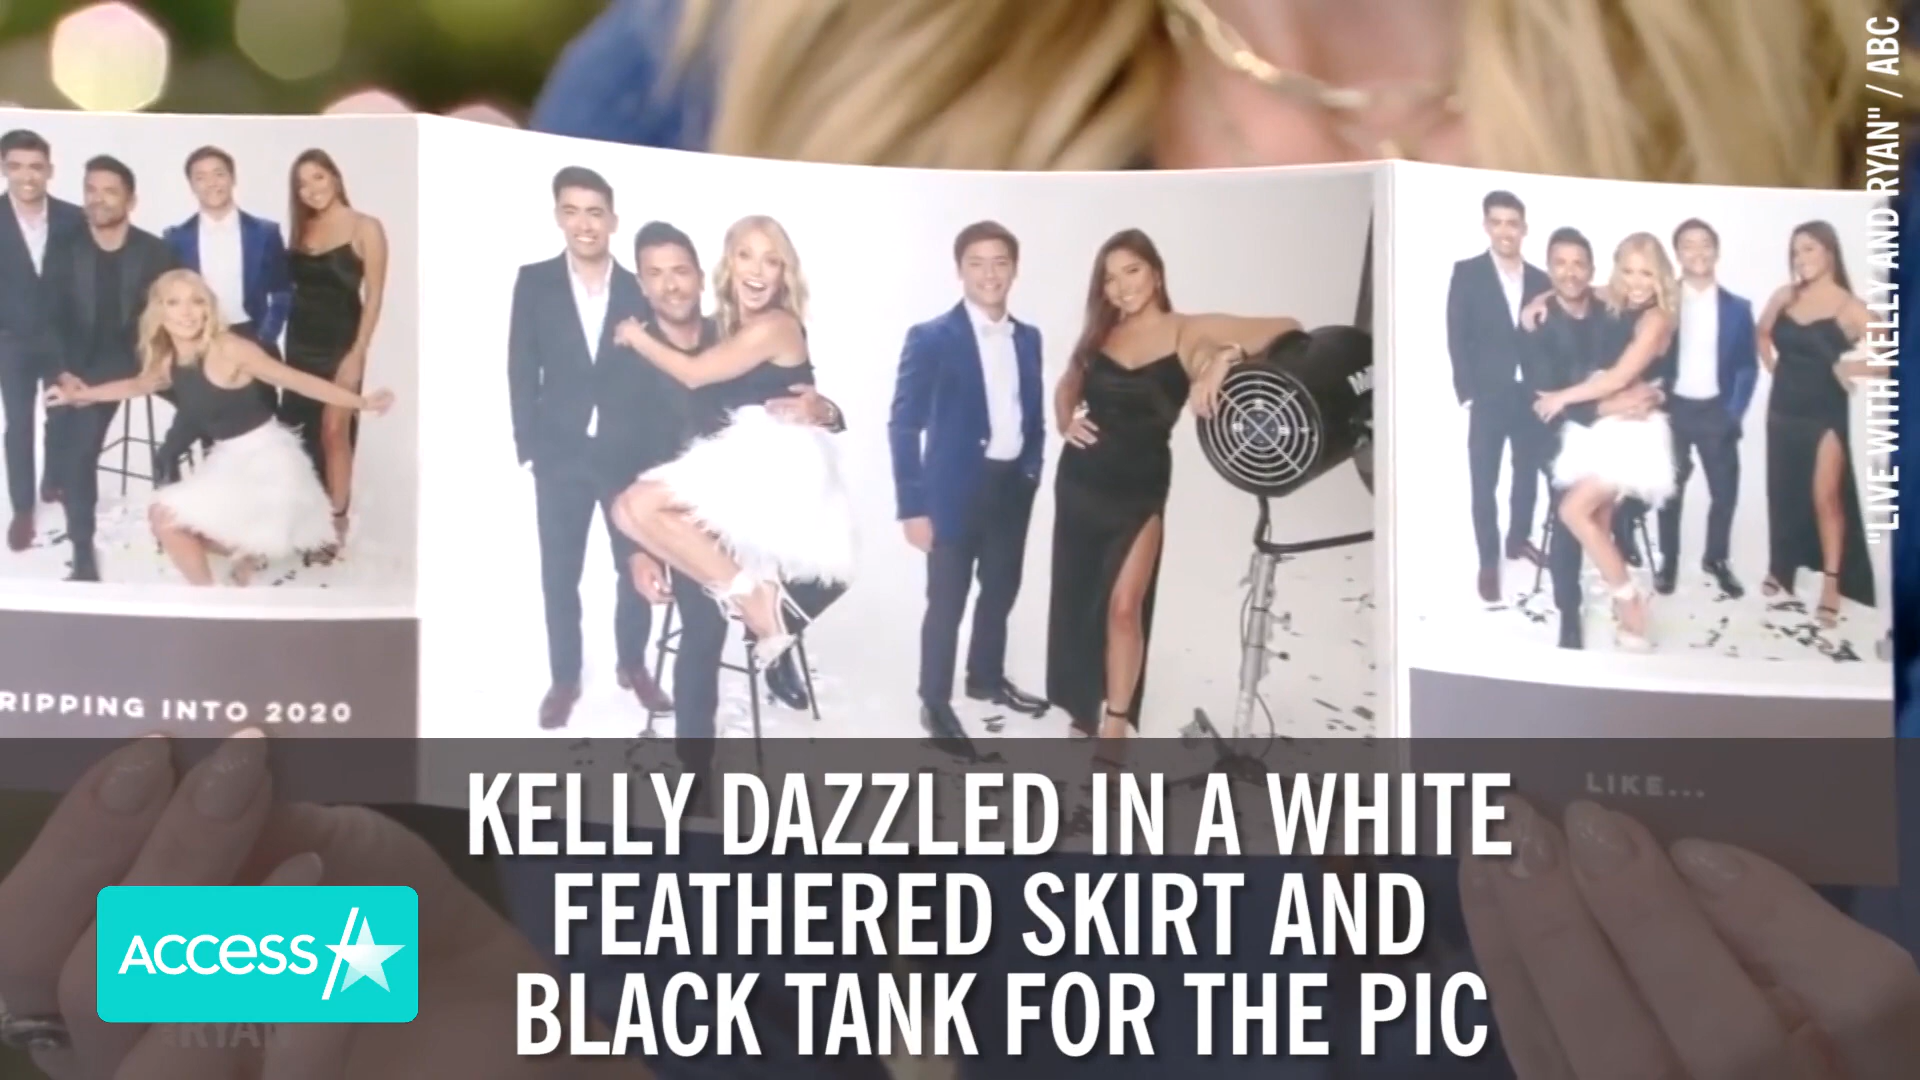 "LIVE WITH KELLY AND RYAN" / ABC
RIPPING INTO 2020
LIKE...
KELLY DAZZLED IN A WHITE
FEATHERED SKIRT AND
BLACK TANK FOR THE PIC
ACCESS
RYAN